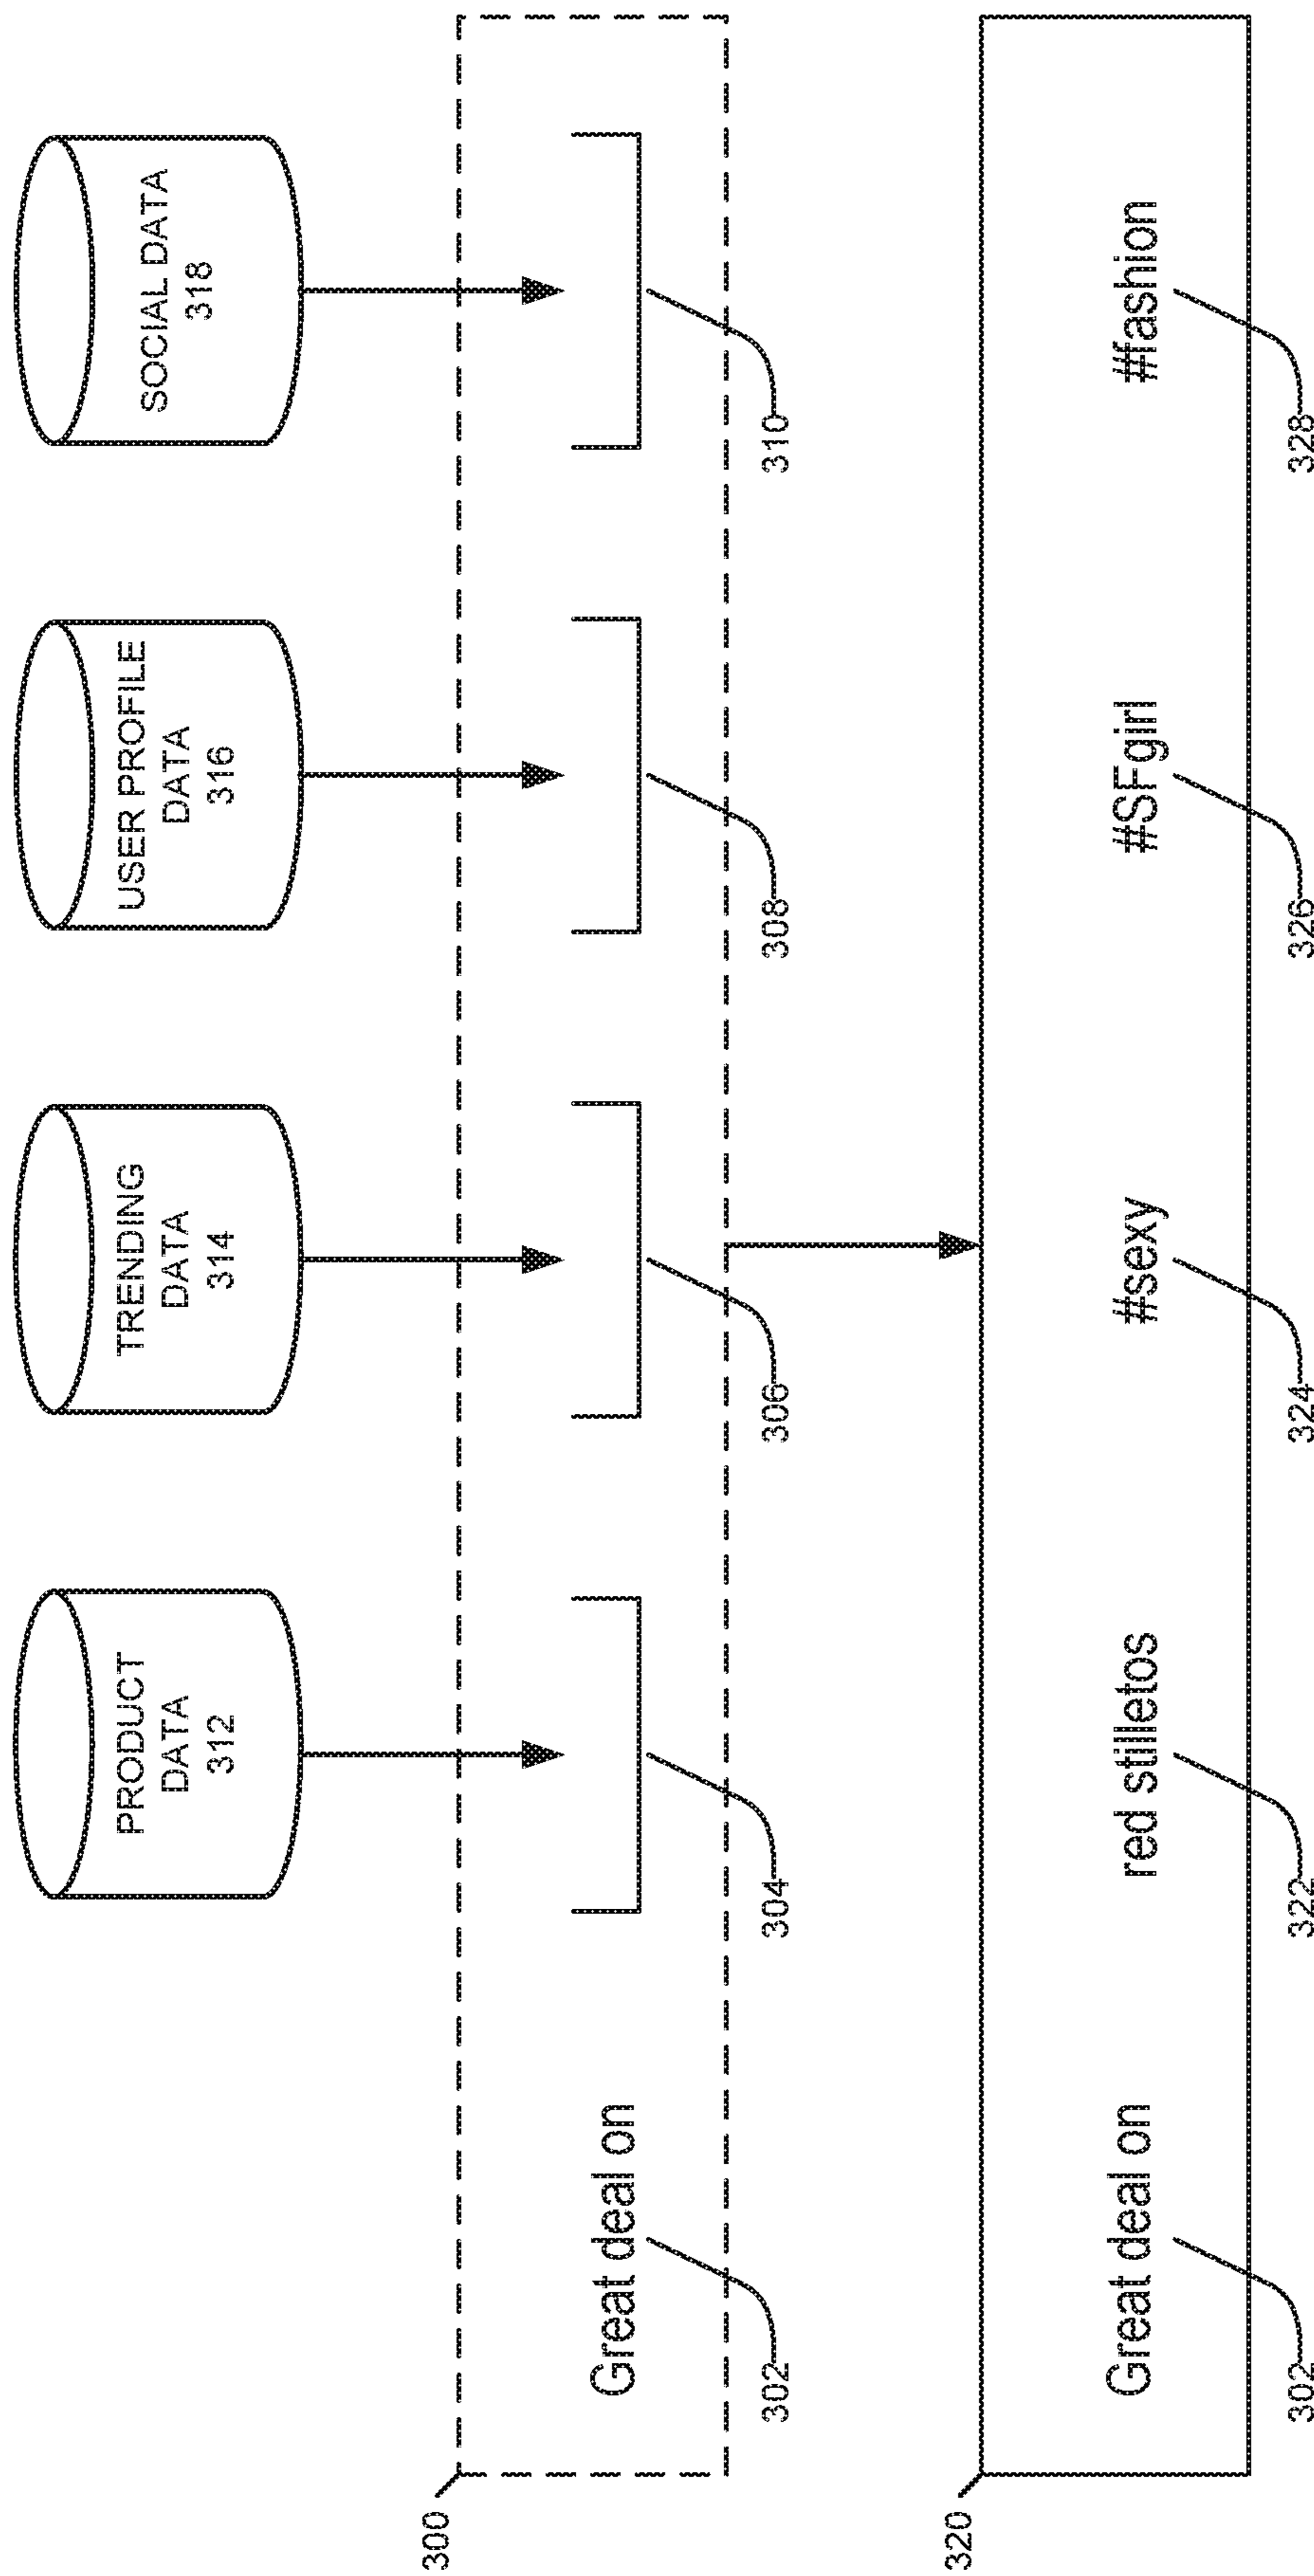 PRODUCT
DATA
312
TRENDING
DATA
314
USER PROFILE
DATA
316
SOCIAL DATA
318
300
Great deal on
302
304
306
308
310
320
Great deal on
red stilletos
#sexy
#SFgirl
#fashion
302
322
324
326
328